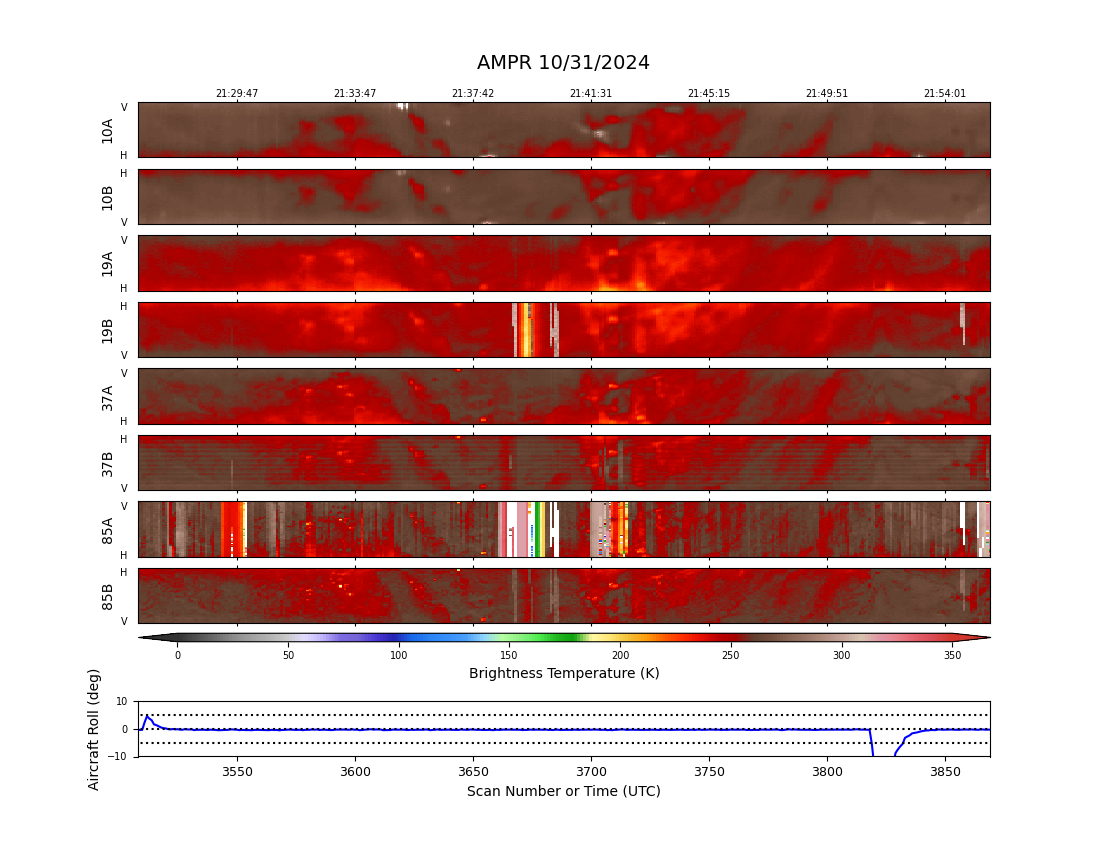 AMPR 10/31/2024
21:29:47 21:33:47 21:37:42 21:41:31 21:45:15 21:49:51 21:54:01
V
10A
H
H
10B
V
V
19A
H
H
19B
V
V
37A
H
H
37B
V
V
85A
H
H
85B
V
0 50 100 150 200 250 300 350
Brightness Temperature (K)
Aircraft Roll (deg)
10
0
−10
3550 3600 3650 3700 3750 3800 3850
Scan Number or Time (UTC)